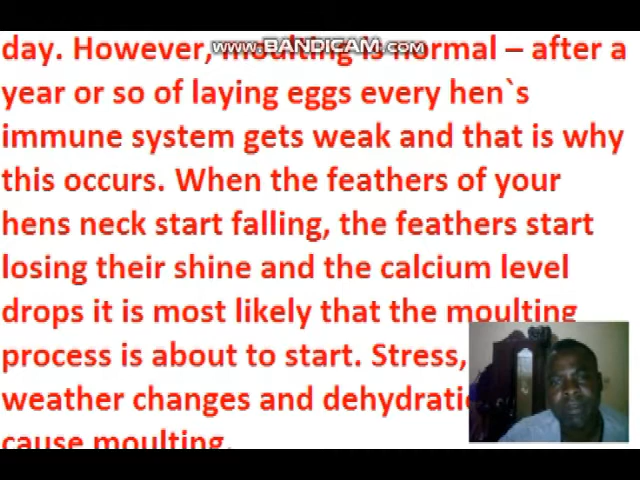 www.BANDICAM.com
day. However, moulting is normal – after a
year or so of laying eggs every hen`s
immune system gets weak and that is why
this occurs. When the feathers of your
hens neck start falling, the feathers start
losing their shine and the calcium level
drops it is most likely that the moulting
process is about to start. Stress,
weather changes and
cause moulting.